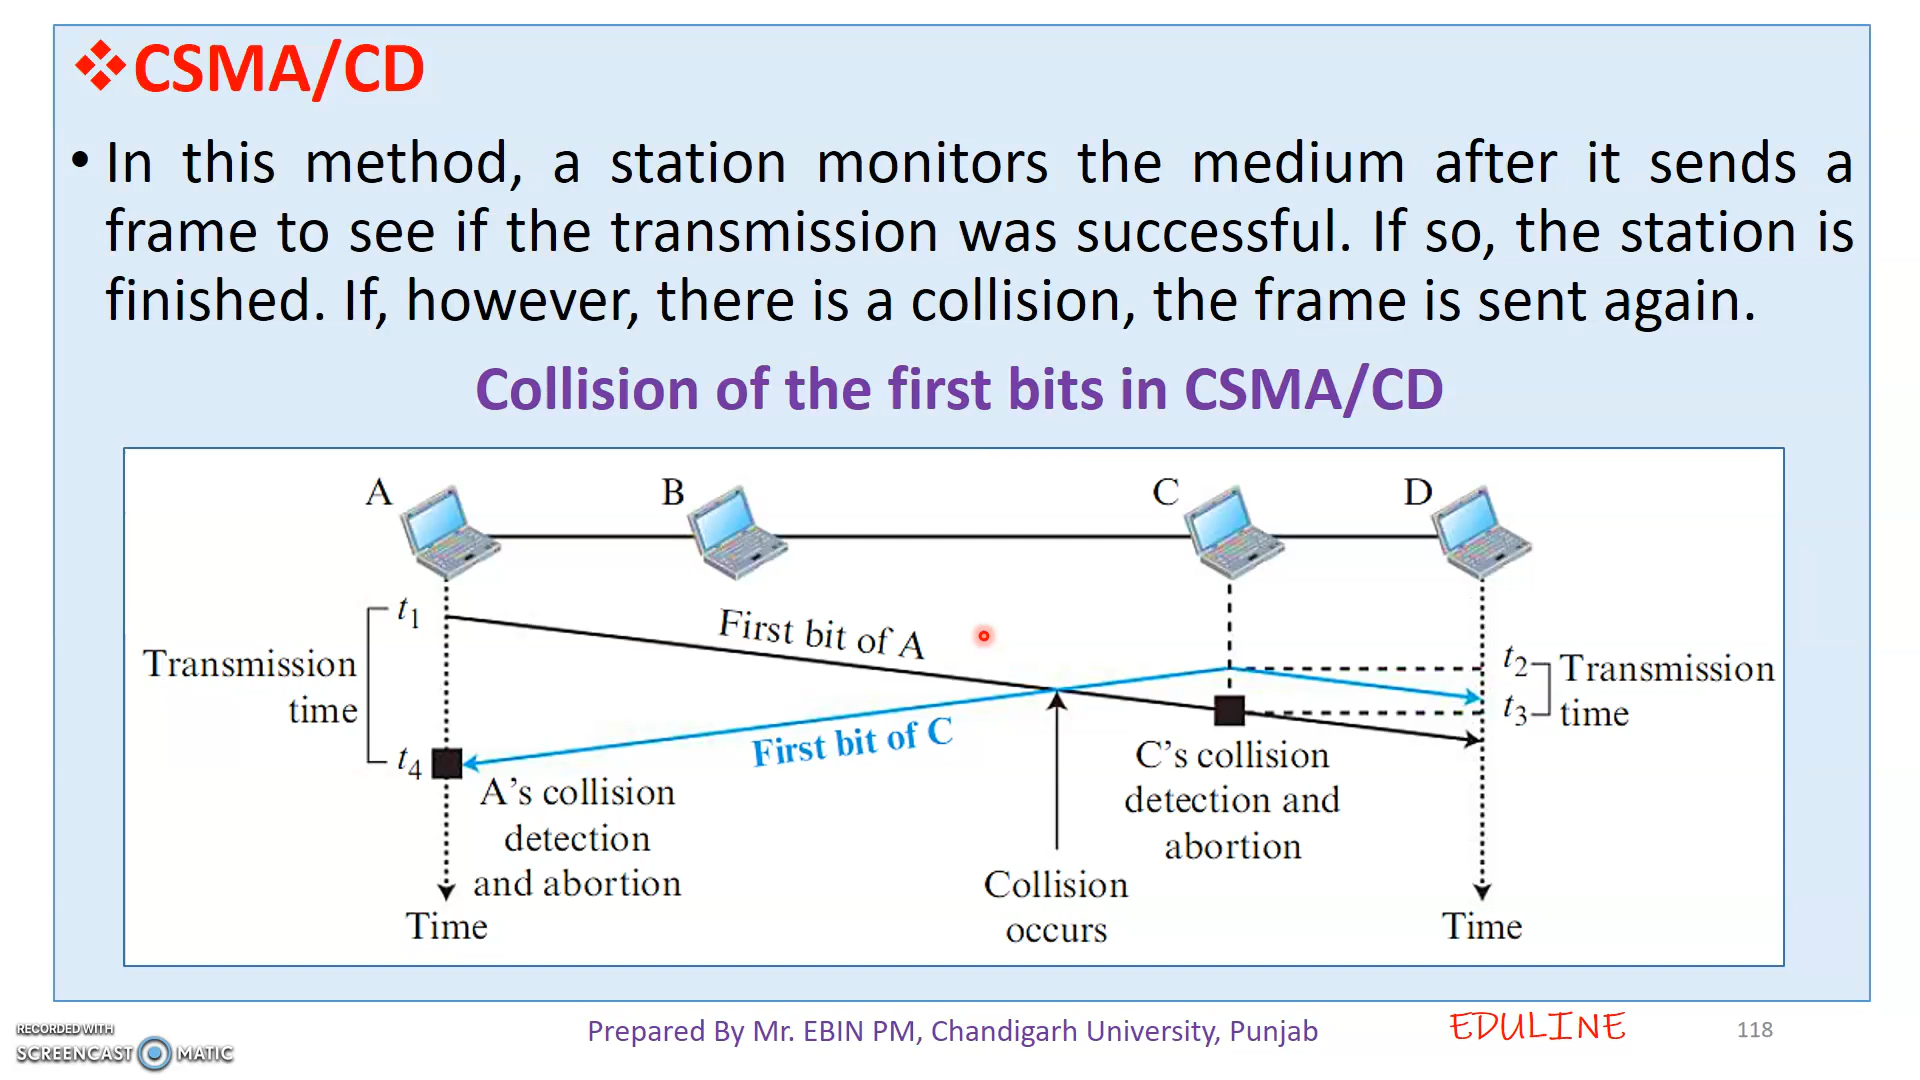 ❖CSMA/CD
• In this method, a station monitors the medium after it sends a
frame to see if the transmission was successful. If so, the station is
finished. If, however, there is a collision, the frame is sent again.
Collision of the first bits in CSMA/CD
A
B
C
D
t1
First bit of A
Transmission
time
t2
Transmission
t3
time
First bit of C
t4
A's collision
detection
and abortion
C's collision
detection and
abortion
Collision
occurs
Time
Time
RECORDED WITH
SCREENCAST MATIC
Prepared By Mr. EBIN PM, Chandigarh University, Punjab
EDULINE
118